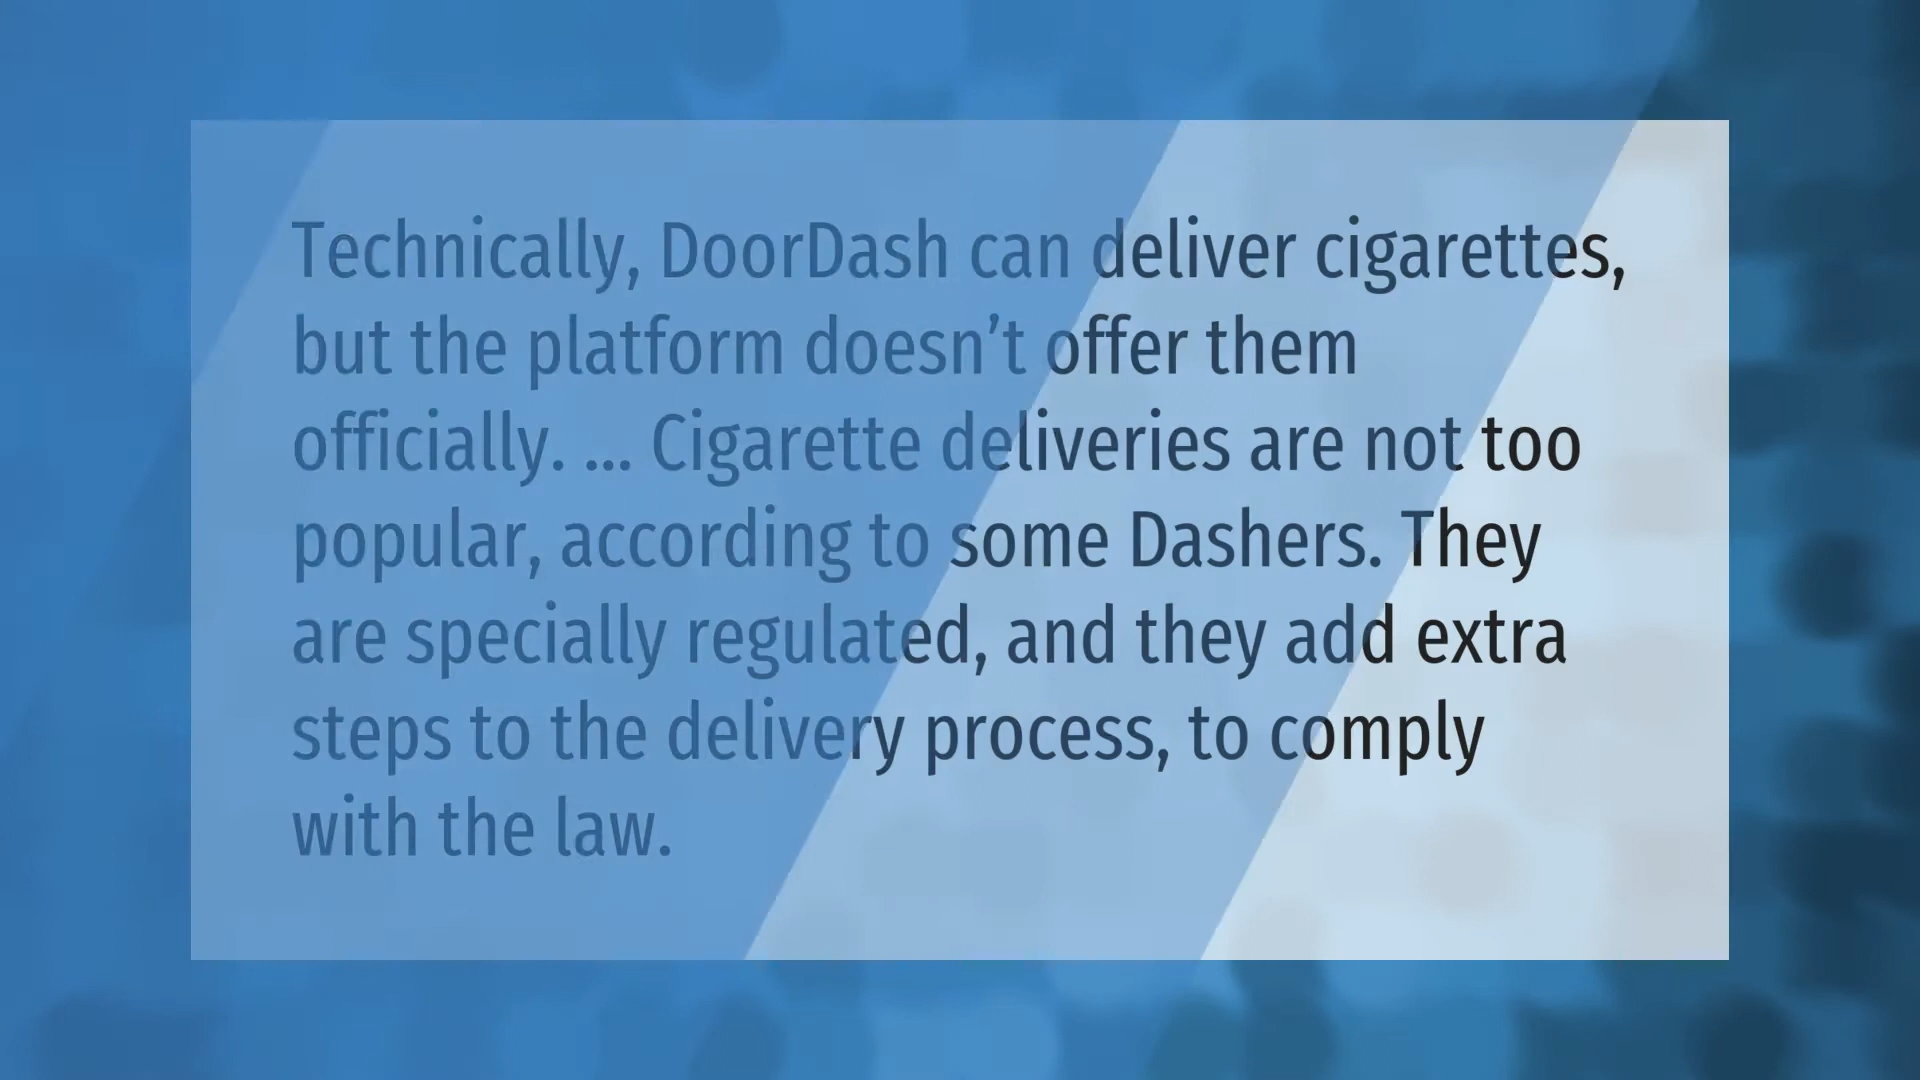 Technically, DoorDash can deliver cigarettes,
but the platform doesn’t offer them
officially. ... Cigarette deliveries are not too
popular, according to some Dashers. They
are specially regulated, and they add extra
steps to the delivery process, to comply
with the law.